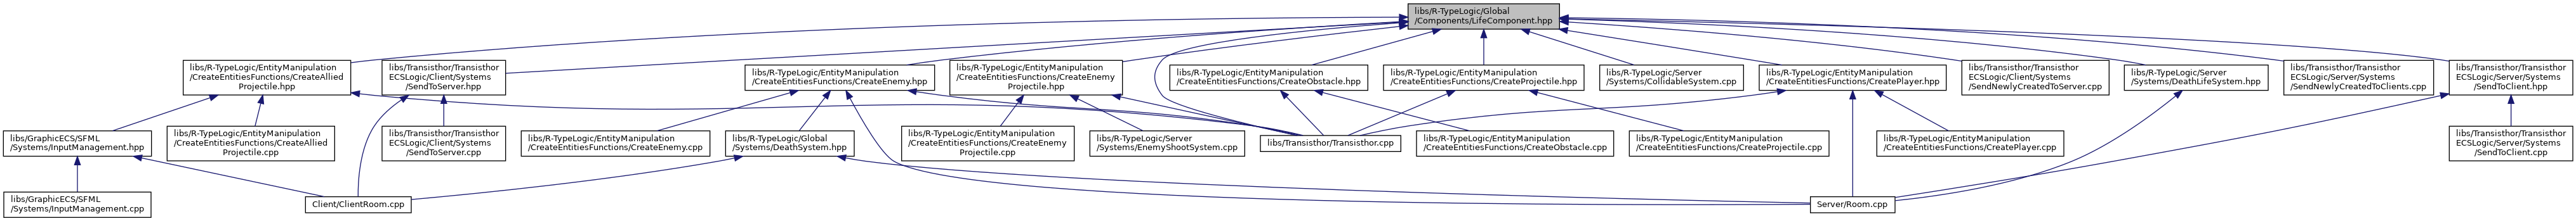 libs/R-TypeLogic/Global
/Components/LifeComponent.hpp
libs/R-TypeLogic/EntityManipulation
/CreateEntitiesFunctions/CreateAllied
Projectile.hpp
libs/Transisthor/Transisthor
ECSLogic/Client/Systems
/SendToServer.hpp
libs/R-TypeLogic/EntityManipulation
/CreateEntitiesFunctions/CreateEnemy.hpp
libs/R-TypeLogic/EntityManipulation
/CreateEntitiesFunctions/CreateEnemy
Projectile.hpp
libs/R-TypeLogic/EntityManipulation
/CreateEntitiesFunctions/CreateObstacle.hpp
libs/R-TypeLogic/EntityManipulation
/CreateEntitiesFunctions/CreateProjectile.hpp
libs/R-TypeLogic/Server
/Systems/CollidableSystem.cpp
libs/R-TypeLogic/EntityManipulation
/CreateEntitiesFunctions/CreatePlayer.hpp
libs/Transisthor/Transisthor
ECSLogic/Client/Systems
/SendNewlyCreatedToServer.cpp
libs/R-TypeLogic/Server
/Systems/DeathLifeSystem.hpp
libs/Transisthor/Transisthor
ECSLogic/Server/Systems
/SendNewlyCreatedToClients.cpp
libs/Transisthor/Transisthor
ECSLogic/Server/Systems
/SendToClient.hpp
libs/GraphicECS/SFML
/Systems/InputManagement.hpp
libs/R-TypeLogic/EntityManipulation
/CreateEntitiesFunctions/CreateAllied
Projectile.cpp
libs/Transisthor/Transisthor
ECSLogic/Client/Systems
/SendToServer.cpp
libs/R-TypeLogic/EntityManipulation
/CreateEntitiesFunctions/CreateEnemy.cpp
libs/R-TypeLogic/Global
/Systems/DeathSystem.hpp
libs/R-TypeLogic/EntityManipulation
/CreateEntitiesFunctions/CreateEnemy
Projectile.cpp
libs/R-TypeLogic/Server
/Systems/EnemyShootSystem.cpp
libs/Transisthor/Transisthor.cpp
libs/R-TypeLogic/EntityManipulation
/CreateEntitiesFunctions/CreateObstacle.cpp
libs/R-TypeLogic/EntityManipulation
/CreateEntitiesFunctions/CreateProjectile.cpp
libs/R-TypeLogic/EntityManipulation
/CreateEntitiesFunctions/CreatePlayer.cpp
libs/Transisthor/Transisthor
ECSLogic/Server/Systems
/SendToClient.cpp
libs/GraphicECS/SFML
/Systems/InputManagement.cpp
Client/ClientRoom.cpp
Server/Room.cpp